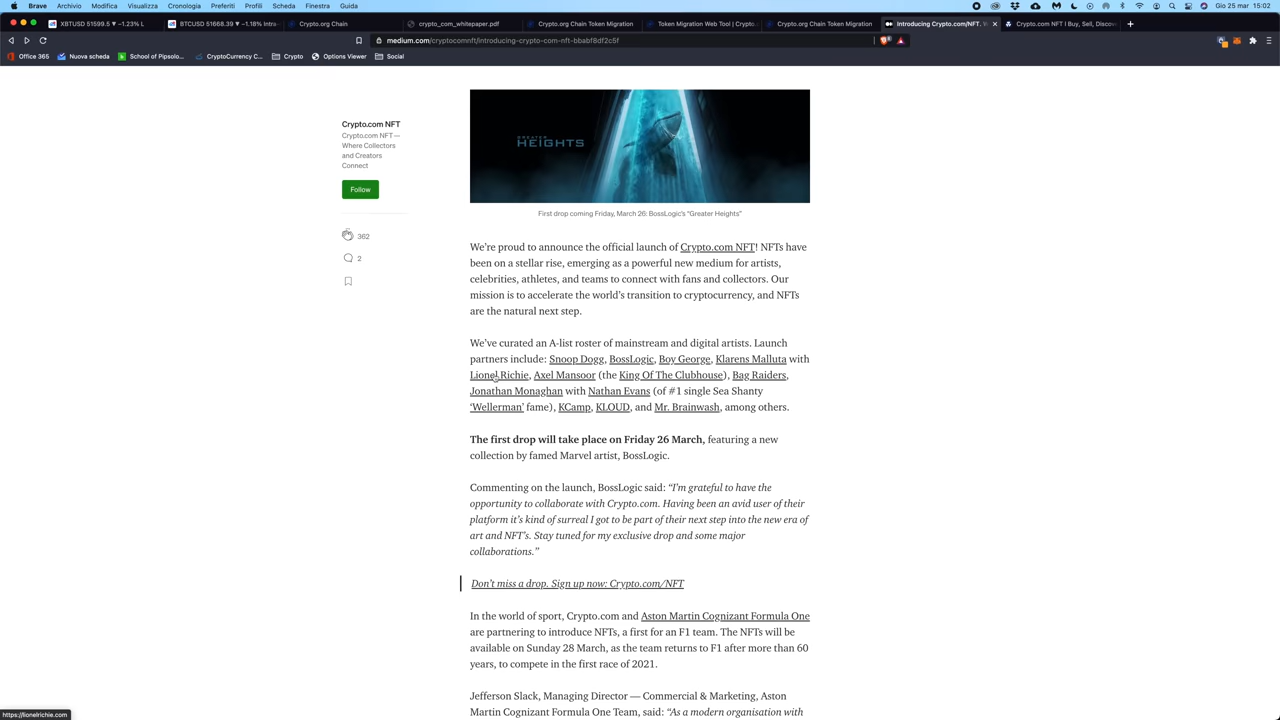 Brave Archivio Modifica Visualizza Cronologia Preferiti Profili Scheda Finestra Guida Gio 25 mar 15:02
XBTUSD 51599.5 ▼ −1.23% L BTCUSD 51668.39 ▼ −1.18% Intra Crypto.org Chain crypto_com_whitepaper.pdf Crypto.org Chain Token Migration Token Migration Web Tool | Crypto. Crypto.org Chain Token Migration Introducing Crypto.com/NFT. Crypto.com NFT | Buy, Sell, Disco
medium.com/cryptocomnft/introducing-crypto-com-nft-bbabf8df2c5f
Office 365 Nuova scheda School of Pipsolo... CryptoCurrency C... Crypto Options Viewer Social
GREATER
HEIGHTS
First drop coming Friday, March 26: BossLogic's “Greater Heights”
Crypto.com NFT
Crypto.com NFT —
Where Collectors
and Creators
Connect
Follow
362
2
We’re proud to announce the official launch of Crypto.com NFT! NFTs have
been on a stellar rise, emerging as a powerful new medium for artists,
celebrities, athletes, and teams to connect with fans and collectors. Our
mission is to accelerate the world’s transition to cryptocurrency, and NFTs
are the natural next step.
We’ve curated an A-list roster of mainstream and digital artists. Launch
partners include: Snoop Dogg, BossLogic, Boy George, Klarens Malluta with
Lionel Richie, Axel Mansoor (the King Of The Clubhouse), Bag Raiders,
Jonathan Monaghan with Nathan Evans (of #1 single Sea Shanty
‘Wellerman’ fame), KCamp, KLOUD, and Mr. Brainwash, among others.
The first drop will take place on Friday 26 March, featuring a new
collection by famed Marvel artist, BossLogic.
Commenting on the launch, BossLogic said: “I’m grateful to have the
opportunity to collaborate with Crypto.com. Having been an avid user of their
platform it’s kind of surreal I got to be part of their next step into the new era of
art and NFT’s. Stay tuned for my exclusive drop and some major
collaborations.”
Don’t miss a drop. Sign up now: Crypto.com/NFT
In the world of sport, Crypto.com and Aston Martin Cognizant Formula One
are partnering to introduce NFTs, a first for an F1 team. The NFTs will be
available on Sunday 28 March, as the team returns to F1 after more than 60
years, to compete in the first race of 2021.
Jefferson Slack, Managing Director — Commercial & Marketing, Aston
Martin Cognizant Formula One Team, said: “As a modern organisation with
https://lionelrichie.com